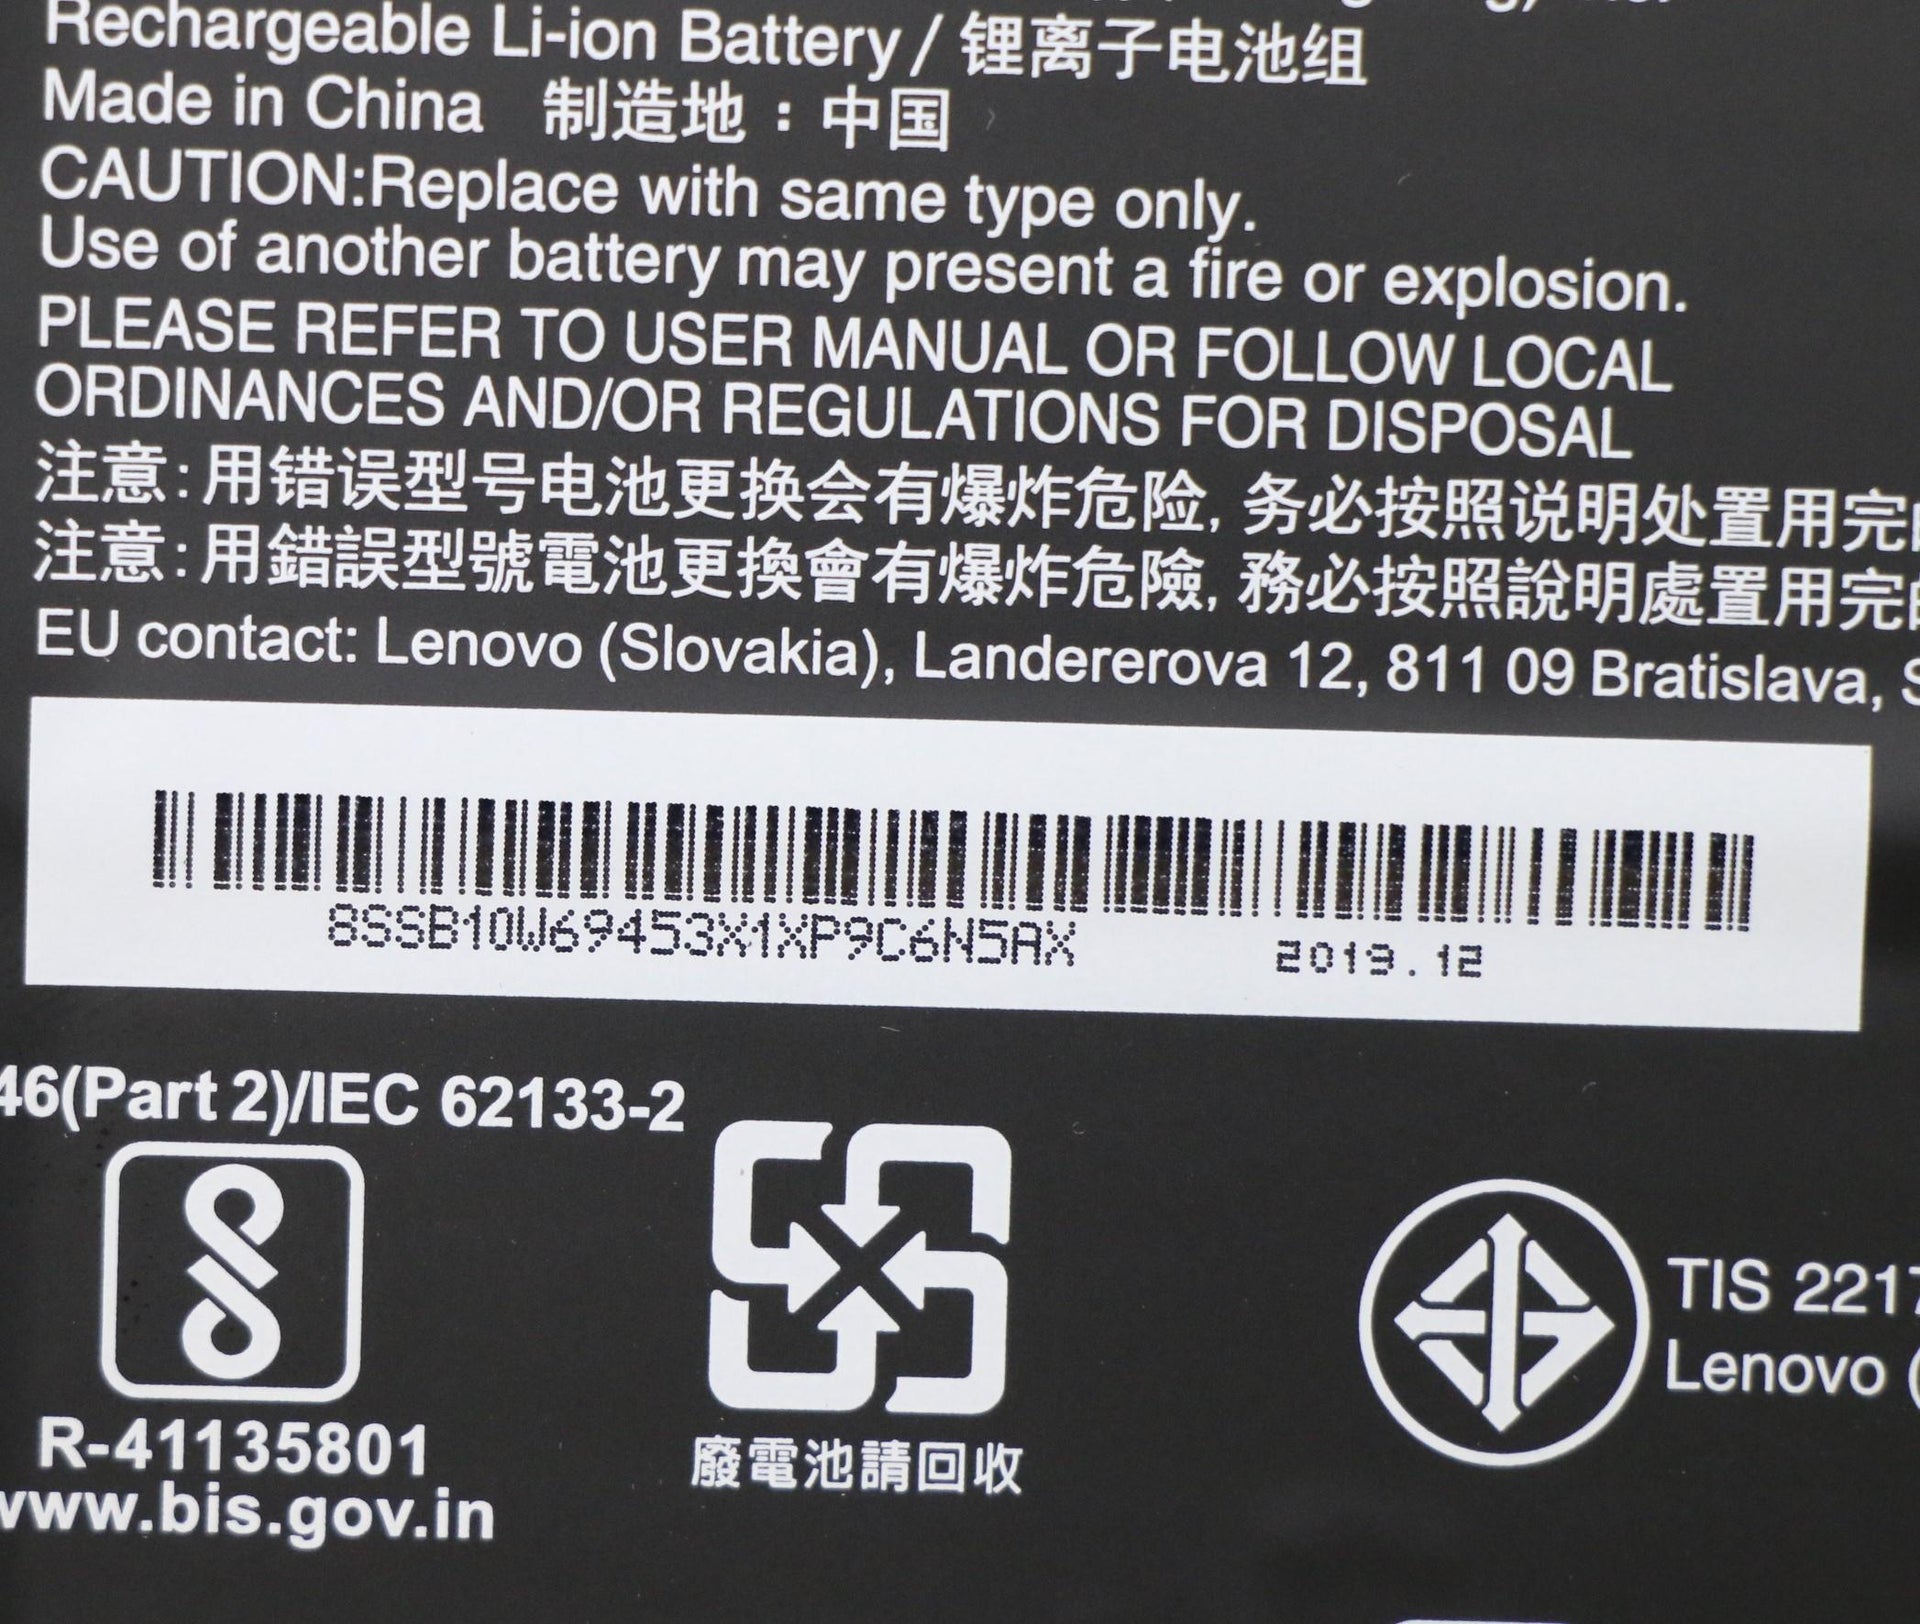 Rechargeable Li-ion Battery / 锂离子电池组
Made in China 制造地：中国
CAUTION:Replace with same type only.
Use of another battery may present a fire or explosion.
PLEASE REFER TO USER MANUAL OR FOLLOW LOCAL
ORDINANCES AND/OR REGULATIONS FOR DISPOSAL
注意:用错误型号电池更换会有爆炸危险,务必按照说明处置用完
注意:用錯誤型號電池更換會有爆炸危險,務必按照說明處置用完
EU contact: Lenovo (Slovakia), Landererova 12, 811 09 Bratislava, S
8SSB10W69453X1XP9C6N5AX 2019.12
46(Part 2)/IEC 62133-2
R-41135801
www.bis.gov.in
廢電池請回收
TIS 2217
Lenovo (